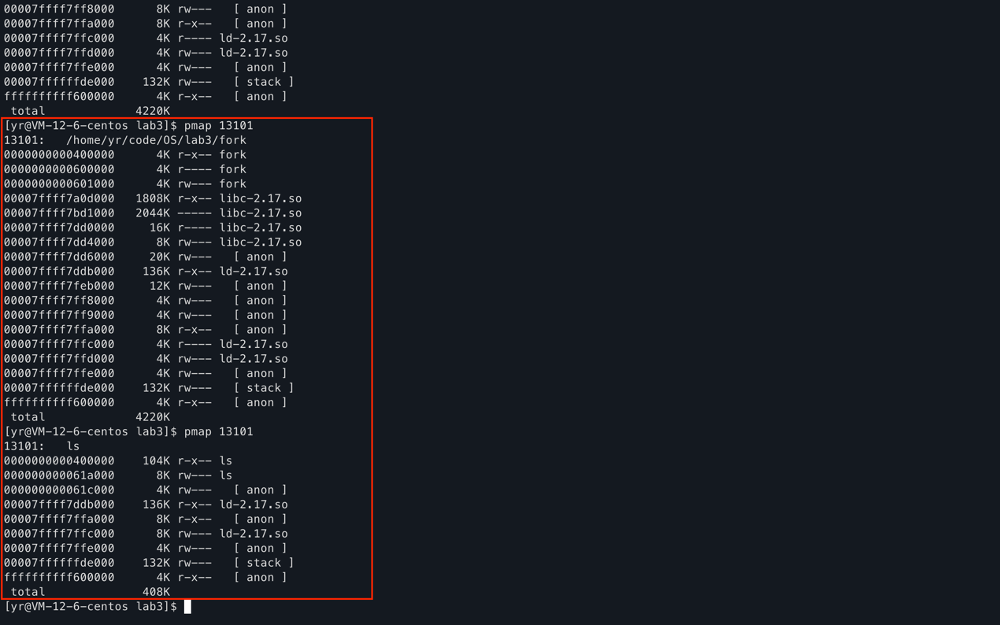 00007ffff7ff8000      8K rw---   [ anon ]
00007ffff7ffa000      8K r-x--   [ anon ]
00007ffff7ffc000      4K r---- ld-2.17.so
00007ffff7ffd000      4K rw--- ld-2.17.so
00007ffff7ffe000      4K rw---   [ anon ]
00007ffffffde000    132K rw---   [ stack ]
ffffffffff600000      4K r-x--   [ anon ]
 total             4220K
[yr@VM-12-6-centos lab3]$ pmap 13101
13101:   /home/yr/code/OS/lab3/fork
0000000000400000      4K r-x-- fork
0000000000600000      4K r---- fork
0000000000601000      4K rw--- fork
00007ffff7a0d000   1808K r-x-- libc-2.17.so
00007ffff7bd1000   2044K ----- libc-2.17.so
00007ffff7dd0000     16K r---- libc-2.17.so
00007ffff7dd4000      8K rw--- libc-2.17.so
00007ffff7dd6000     20K rw---   [ anon ]
00007ffff7ddb000    136K r-x-- ld-2.17.so
00007ffff7feb000     12K rw---   [ anon ]
00007ffff7ff8000      4K rw---   [ anon ]
00007ffff7ff9000      4K rw---   [ anon ]
00007ffff7ffa000      8K r-x--   [ anon ]
00007ffff7ffc000      4K r---- ld-2.17.so
00007ffff7ffd000      4K rw--- ld-2.17.so
00007ffff7ffe000      4K rw---   [ anon ]
00007ffffffde000    132K rw---   [ stack ]
ffffffffff600000      4K r-x--   [ anon ]
 total             4220K
[yr@VM-12-6-centos lab3]$ pmap 13101
13101:   ls
0000000000400000    104K r-x-- ls
000000000061a000      8K rw--- ls
000000000061c000      4K rw---   [ anon ]
00007ffff7ddb000    136K r-x-- ld-2.17.so
00007ffff7ffa000      8K r-x--   [ anon ]
00007ffff7ffc000      8K rw--- ld-2.17.so
00007ffff7ffe000      4K rw---   [ anon ]
00007ffffffde000    132K rw---   [ stack ]
ffffffffff600000      4K r-x--   [ anon ]
 total              408K
[yr@VM-12-6-centos lab3]$